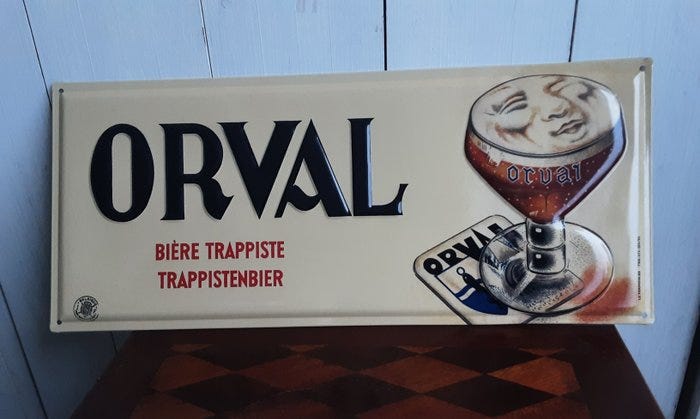 ORVAL
BIÈRE TRAPPISTE
TRAPPISTENBIER
orval
ORVAL